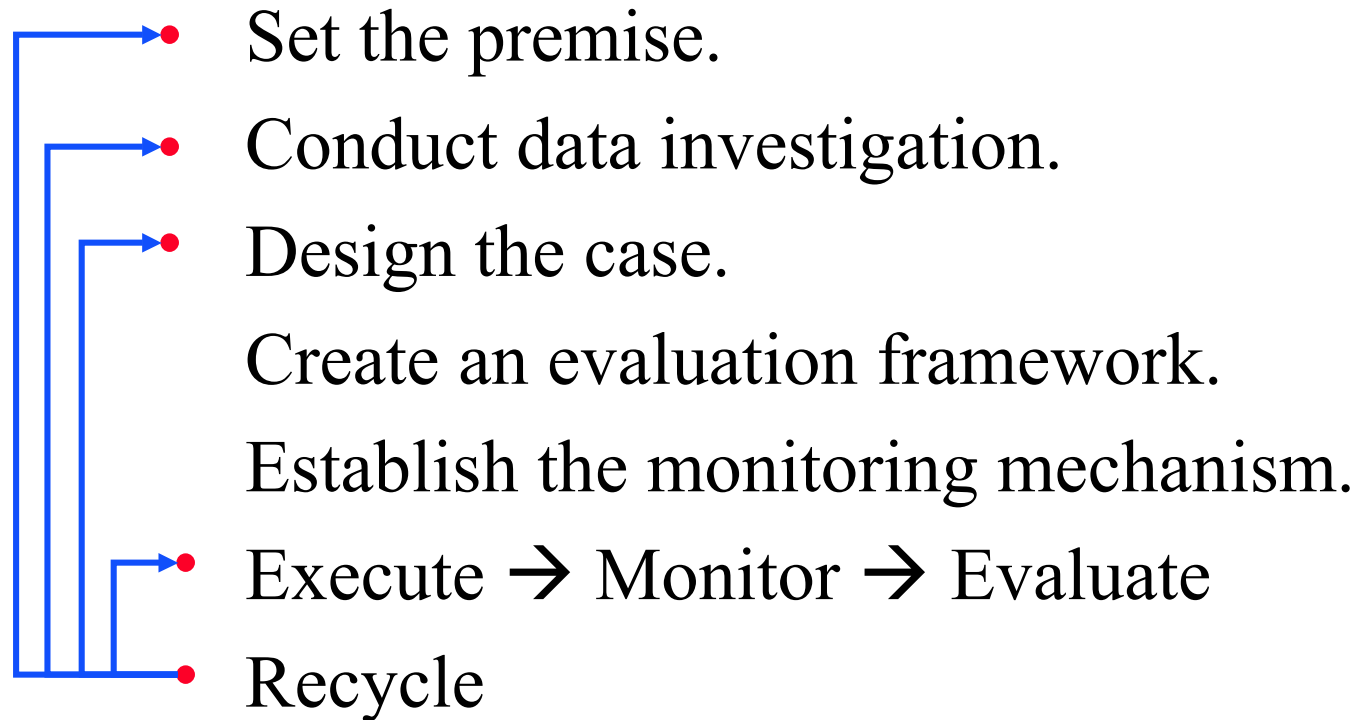 Set the premise.
Conduct data investigation.
Design the case.
Create an evaluation framework.
Establish the monitoring mechanism.
Execute → Monitor → Evaluate
Recycle